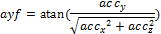 ayf = atan(acc_y / √(acc_x² + acc_z²))